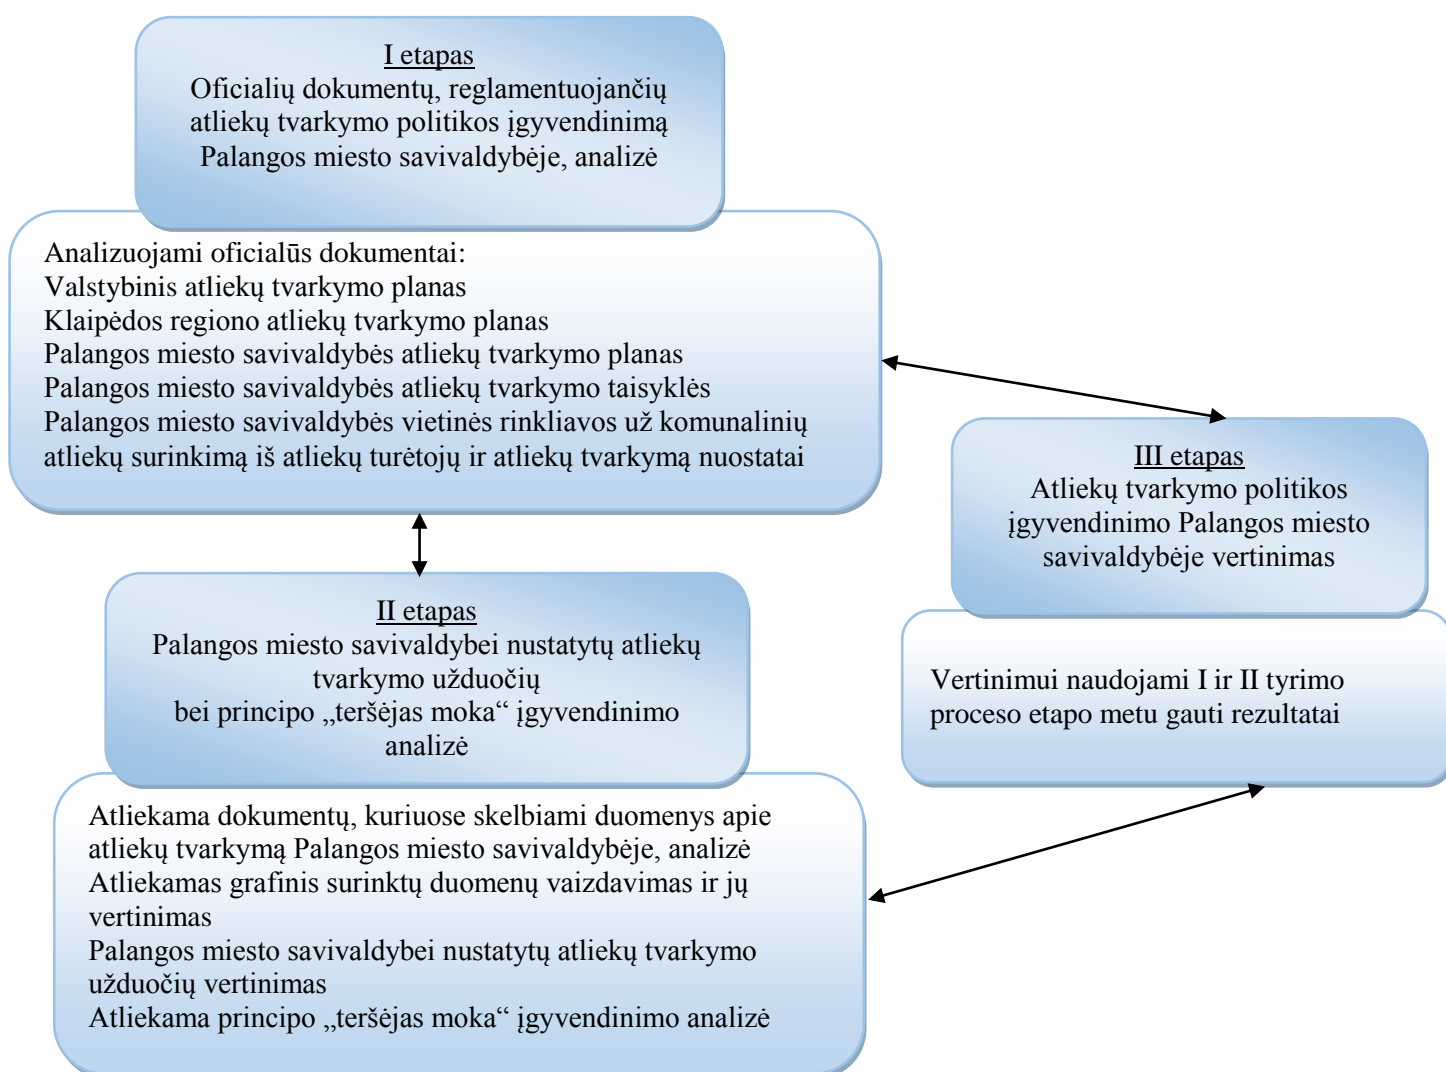 I etapas
Oficialių dokumentų, reglamentuojančių
atliekų tvarkymo politikos įgyvendinimą
Palangos miesto savivaldybėje, analizė
Analizuojami oficialūs dokumentai:
Valstybinis atliekų tvarkymo planas
Klaipėdos regiono atliekų tvarkymo planas
Palangos miesto savivaldybės atliekų tvarkymo planas
Palangos miesto savivaldybės atliekų tvarkymo taisyklės
Palangos miesto savivaldybės vietinės rinkliavos už komunalinių
atliekų surinkimą iš atliekų turėtojų ir atliekų tvarkymą nuostatai
II etapas
Palangos miesto savivaldybei nustatytų atliekų
tvarkymo užduočių
bei principo „teršėjas moka“ įgyvendinimo
analizė
Atliekama dokumentų, kuriuose skelbiami duomenys apie
atliekų tvarkymą Palangos miesto savivaldybėje, analizė
Atliekamas grafinis surinktų duomenų vaizdavimas ir jų
vertinimas
Palangos miesto savivaldybei nustatytų atliekų tvarkymo
užduočių vertinimas
Atliekama principo „teršėjas moka“ įgyvendinimo analizė
III etapas
Atliekų tvarkymo politikos
įgyvendinimo Palangos miesto
savivaldybėje vertinimas
Vertinimui naudojami I ir II tyrimo
proceso etapo metu gauti rezultatai